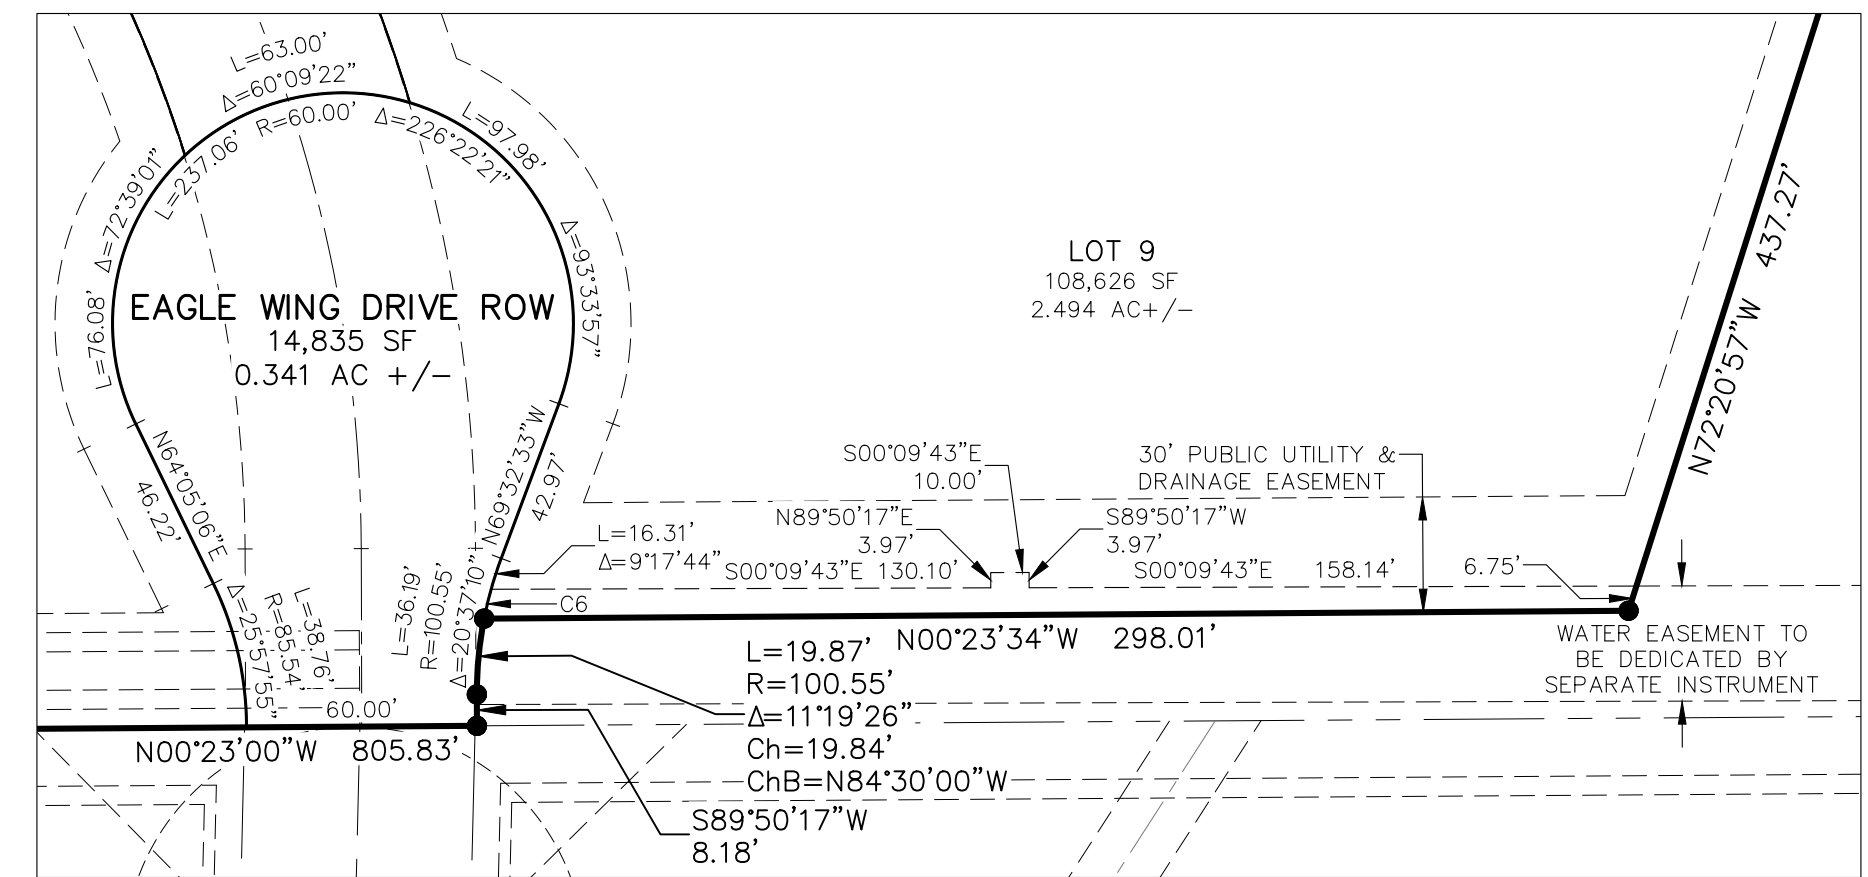 L=63.00'
Δ=60°09'22"
L=237.06'
R=60.00'
Δ=226°22'21"
L=97.98'
Δ=72°39'01"
L=76.08'
Δ=93°33'57"
EAGLE WING DRIVE ROW
14,835 SF
0.341 AC +/-
LOT 9
108,626 SF
2.494 AC+/-
N72°20'57"W 437.27'
N64°05'06"E
46.22'
N69°32'33"W
42.97'
S00°09'43"E
10.00'
30' PUBLIC UTILITY &
DRAINAGE EASEMENT
N89°50'17"E
3.97'
S89°50'17"W
3.97'
L=16.31'
Δ=9°17'44"
S00°09'43"E 130.10'
S00°09'43"E 158.14'
6.75'
C6
L=36.19'
R=100.55'
Δ=20°37'10"
L=38.76'
R=85.54'
Δ=25°57'55"
60.00'
N00°23'34"W 298.01'
WATER EASEMENT TO
BE DEDICATED BY
SEPARATE INSTRUMENT
L=19.87'
R=100.55'
Δ=11°19'26"
Ch=19.84'
ChB=N84°30'00"W
N00°23'00"W 805.83'
S89°50'17"W
8.18'